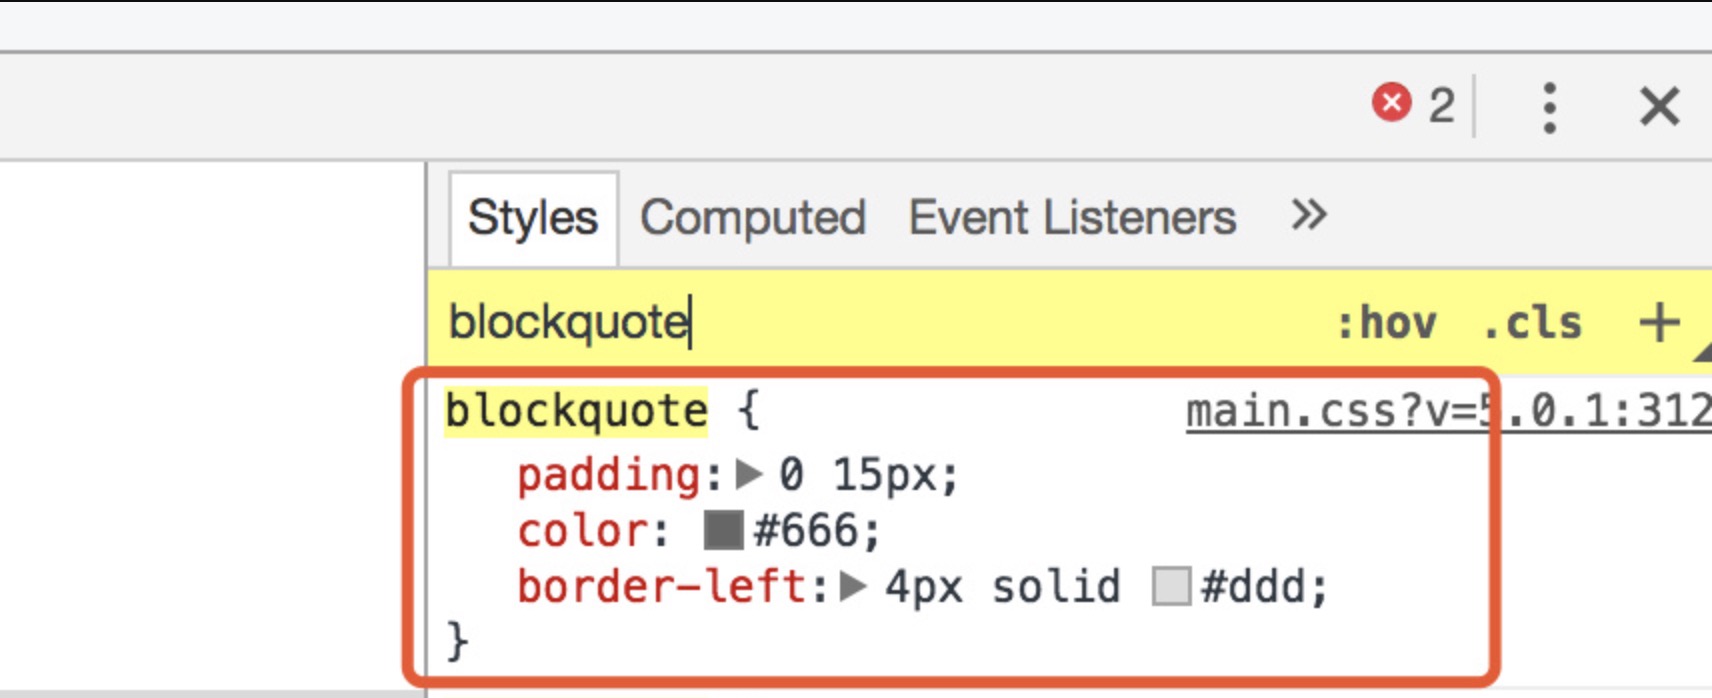 2
Styles Computed Event Listeners »
blockquote :hov .cls +
blockquote { main.css?v=5.0.1:312
padding: 0 15px;
color: #666;
border-left: 4px solid #ddd;
}